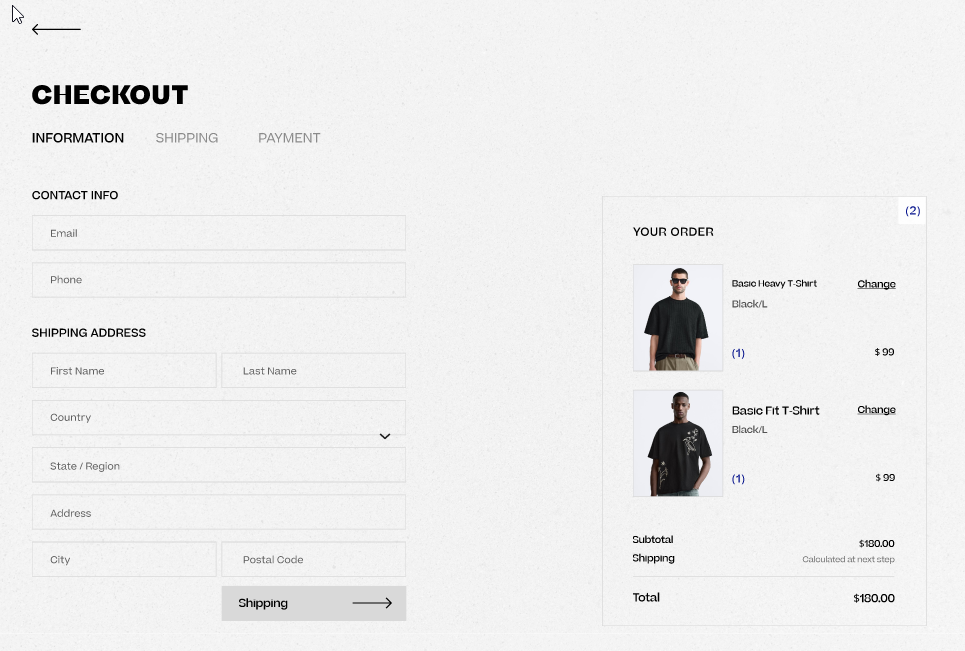 CHECKOUT
INFORMATION SHIPPING PAYMENT
CONTACT INFO
Email
Phone
SHIPPING ADDRESS
First Name Last Name
Country
State / Region
Address
City Postal Code
Shipping
(2)
YOUR ORDER
Basic Heavy T-Shirt Change
Black/L
(1) $ 99
Basic Fit T-Shirt Change
Black/L
(1) $ 99
Subtotal $180.00
Shipping Calculated at next step
Total $180.00